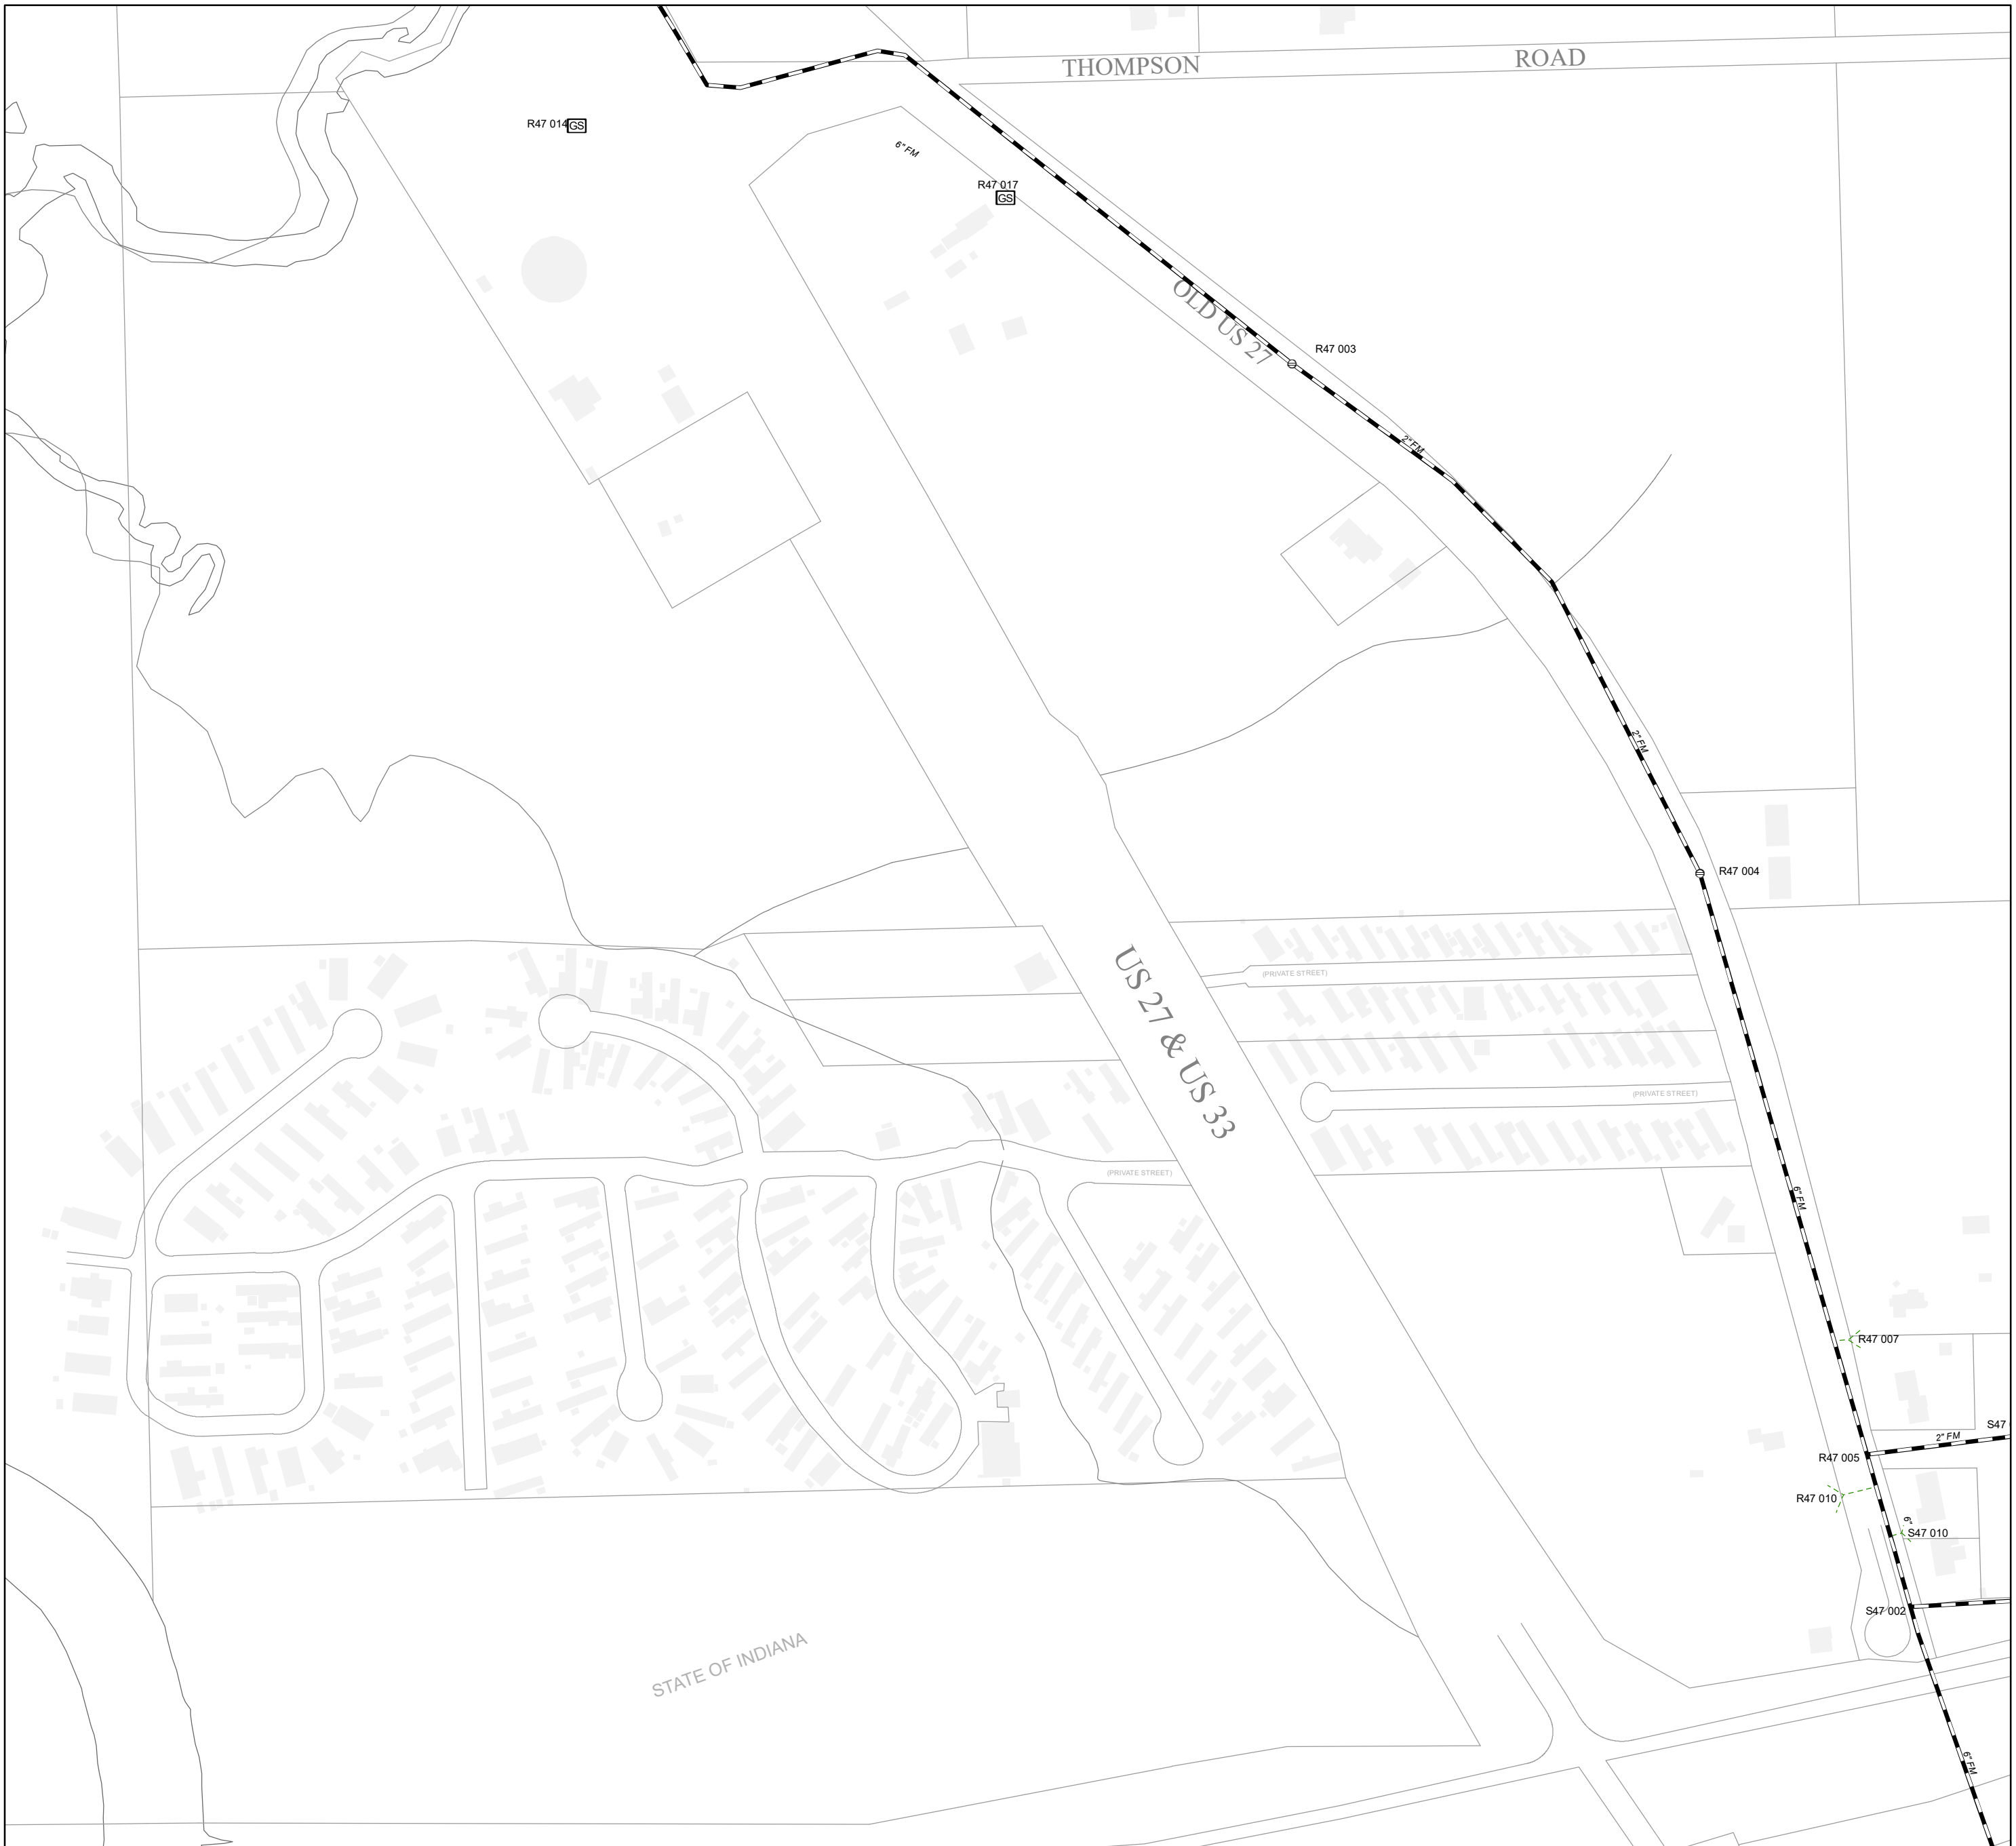 THOMPSON ROAD
R47 014 GS
6" FM
R47 017
GS
OLD US 27
R47 003
2" FM
2" FM
R47 004
US 27 & US 33
(PRIVATE STREET)
(PRIVATE STREET)
(PRIVATE STREET)
6" FM
R47 007
S47
2" FM
R47 005
R47 010
6"
S47 010
S47 002
STATE OF INDIANA
6" FM